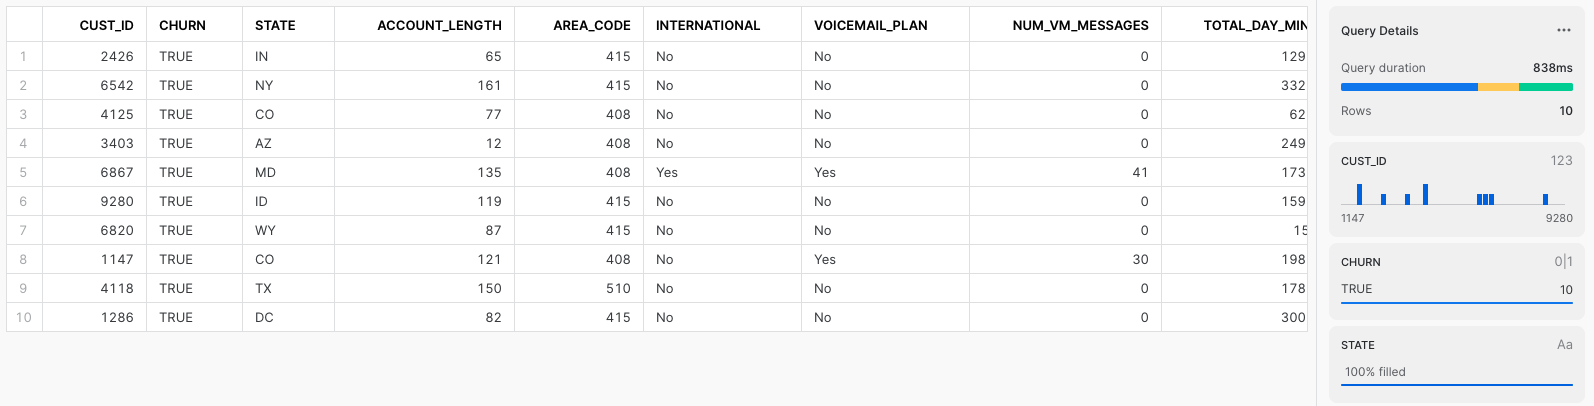 CUST_ID CHURN STATE ACCOUNT_LENGTH AREA_CODE INTERNATIONAL VOICEMAIL_PLAN NUM_VM_MESSAGES TOTAL_DAY_MIN
1 2426 TRUE IN 65 415 No No 0 129
2 6542 TRUE NY 161 415 No No 0 332
3 4125 TRUE CO 77 408 No No 0 62
4 3403 TRUE AZ 12 408 No No 0 249
5 6867 TRUE MD 135 408 Yes Yes 41 173
6 9280 TRUE ID 119 415 No No 0 159
7 6820 TRUE WY 87 415 No No 0 15
8 1147 TRUE CO 121 408 No Yes 30 198
9 4118 TRUE TX 150 510 No No 0 178
10 1286 TRUE DC 82 415 No No 0 300
Query Details ...
Query duration 838ms
Rows 10
CUST_ID 123
1147 9280
CHURN 0|1
TRUE 10
STATE Aa
100% filled